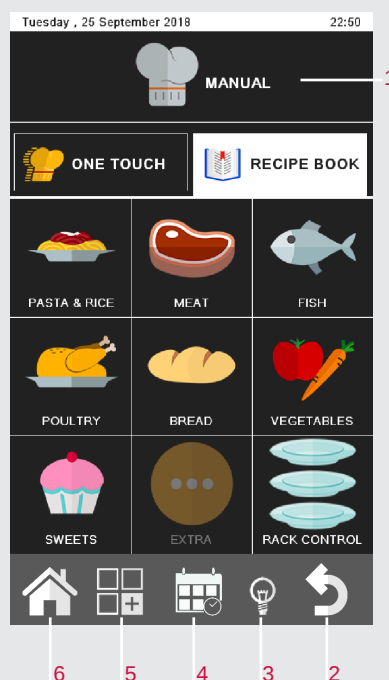 Tuesday , 25 September 2018 22:50
MANUAL
1
ONE TOUCH RECIPE BOOK
PASTA & RICE MEAT FISH
POULTRY BREAD VEGETABLES
SWEETS EXTRA RACK CONTROL
6 5 4 3 2